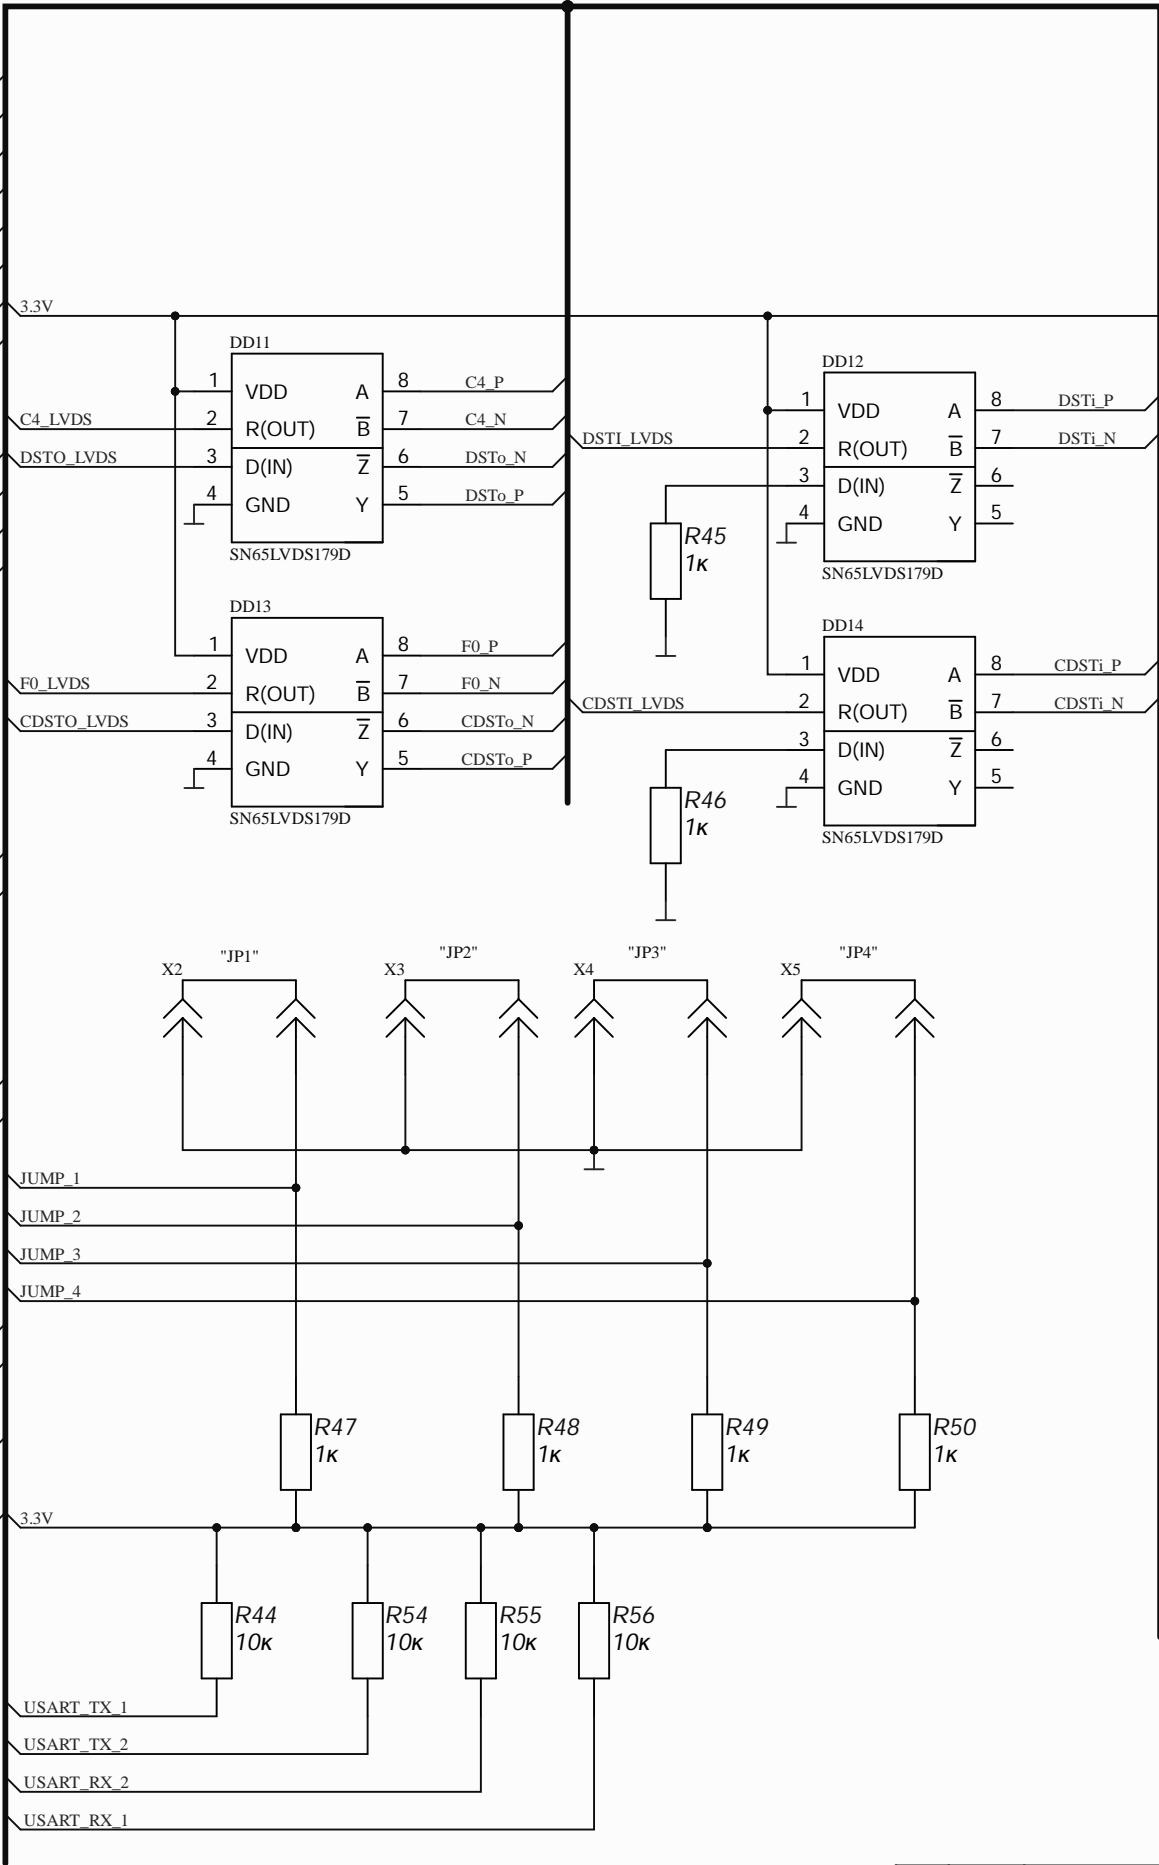 3.3V
DD11
1 VDD A 8 C4_P
C4_LVDS 2 R(OUT) B 7 C4_N
DSTO_LVDS 3 D(IN) Z 6 DSTo_N
4 GND Y 5 DSTo_P
SN65LVDS179D
DD12
1 VDD A 8 DSTi_P
DSTI_LVDS 2 R(OUT) B 7 DSTi_N
3 D(IN) Z 6
4 GND Y 5
R45
1к
SN65LVDS179D
DD13
1 VDD A 8 F0_P
F0_LVDS 2 R(OUT) B 7 F0_N
CDSTO_LVDS 3 D(IN) Z 6 CDSTo_N
4 GND Y 5 CDSTo_P
SN65LVDS179D
DD14
1 VDD A 8 CDSTi_P
CDSTI_LVDS 2 R(OUT) B 7 CDSTi_N
3 D(IN) Z 6
4 GND Y 5
R46
1к
SN65LVDS179D
X2 "JP1" X3 "JP2" X4 "JP3" X5 "JP4"
JUMP_1
JUMP_2
JUMP_3
JUMP_4
R47 R48 R49 R50
1к 1к 1к 1к
3.3V
R44 R54 R55 R56
10к 10к 10к 10к
USART_TX_1
USART_TX_2
USART_RX_2
USART_RX_1